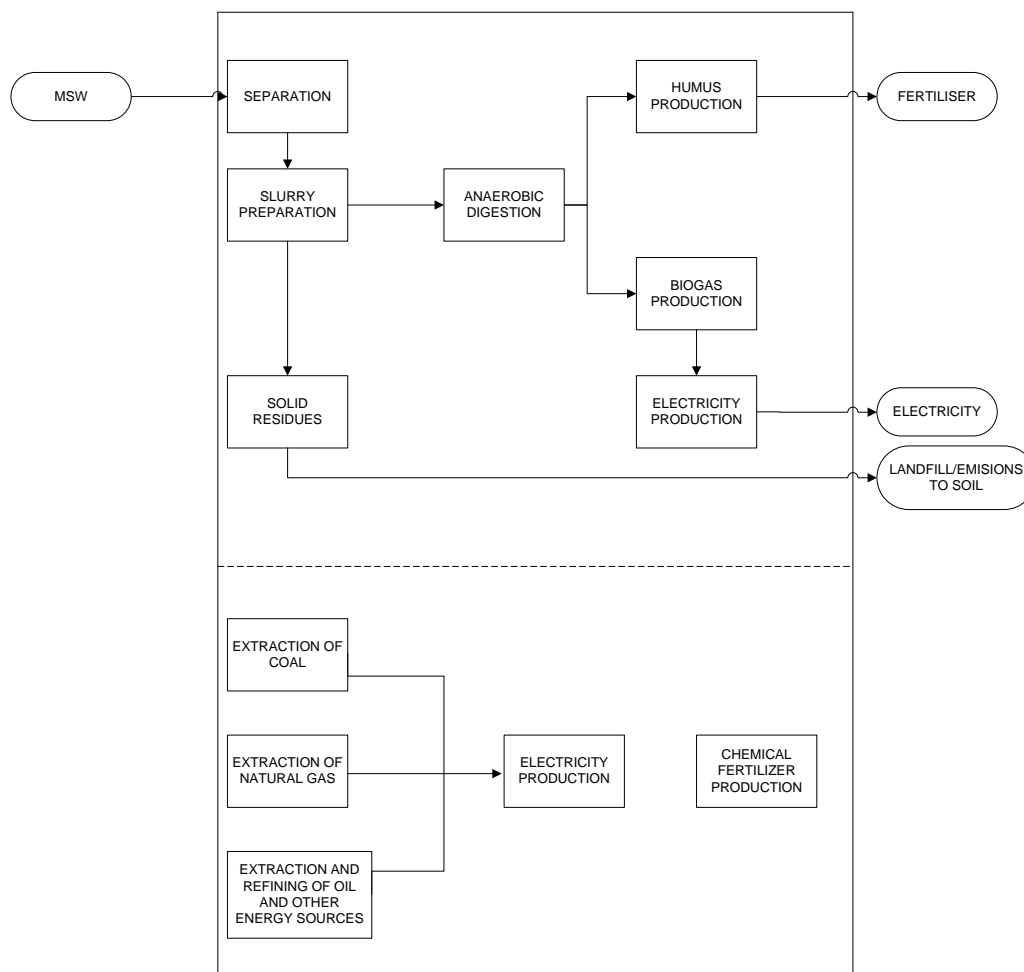 MSW
SEPARATION
HUMUS
PRODUCTION
FERTILISER
SLURRY
PREPARATION
ANAEROBIC
DIGESTION
BIOGAS
PRODUCTION
SOLID
RESIDUES
ELECTRICITY
PRODUCTION
ELECTRICITY
LANDFILL/EMISIONS
TO SOIL
EXTRACTION OF
COAL
EXTRACTION OF
NATURAL GAS
ELECTRICITY
PRODUCTION
CHEMICAL
FERTILIZER
PRODUCTION
EXTRACTION AND
REFINING OF OIL
AND OTHER
ENERGY SOURCES